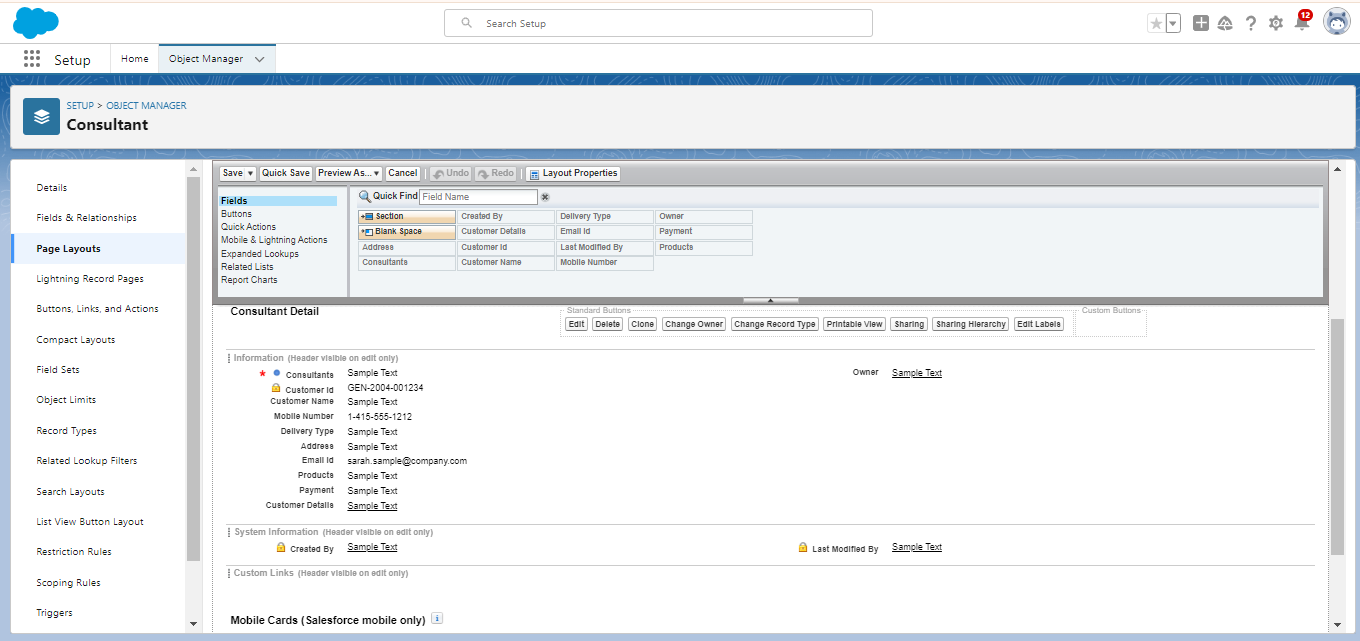 Search Setup
12
Setup
Home
Object Manager
SETUP > OBJECT MANAGER
Consultant
Details
Fields & Relationships
Page Layouts
Lightning Record Pages
Buttons, Links, and Actions
Compact Layouts
Field Sets
Object Limits
Record Types
Related Lookup Filters
Search Layouts
List View Button Layout
Restriction Rules
Scoping Rules
Triggers
Save Quick Save Preview As... Cancel Undo Redo Layout Properties
Fields
Buttons
Quick Actions
Mobile & Lightning Actions
Expanded Lookups
Related Lists
Report Charts
Quick Find Field Name
Section Created By Delivery Type Owner
Blank Space Customer Details Email Id Payment
Address Customer Id Last Modified By Products
Consultants Customer Name Mobile Number
Consultant Detail
Standard Buttons
Edit Delete Clone Change Owner Change Record Type Printable View Sharing Sharing Hierarchy Edit Labels
Custom Buttons
Information (Header visible on edit only)
* Consultants Sample Text Owner Sample Text
Customer Id GEN-2004-001234
Customer Name Sample Text
Mobile Number 1-415-555-1212
Delivery Type Sample Text
Address Sample Text
Email Id sarah.sample@company.com
Products Sample Text
Payment Sample Text
Customer Details Sample Text
System Information (Header visible on edit only)
Created By Sample Text Last Modified By Sample Text
Custom Links (Header visible on edit only)
Mobile Cards (Salesforce mobile only) i